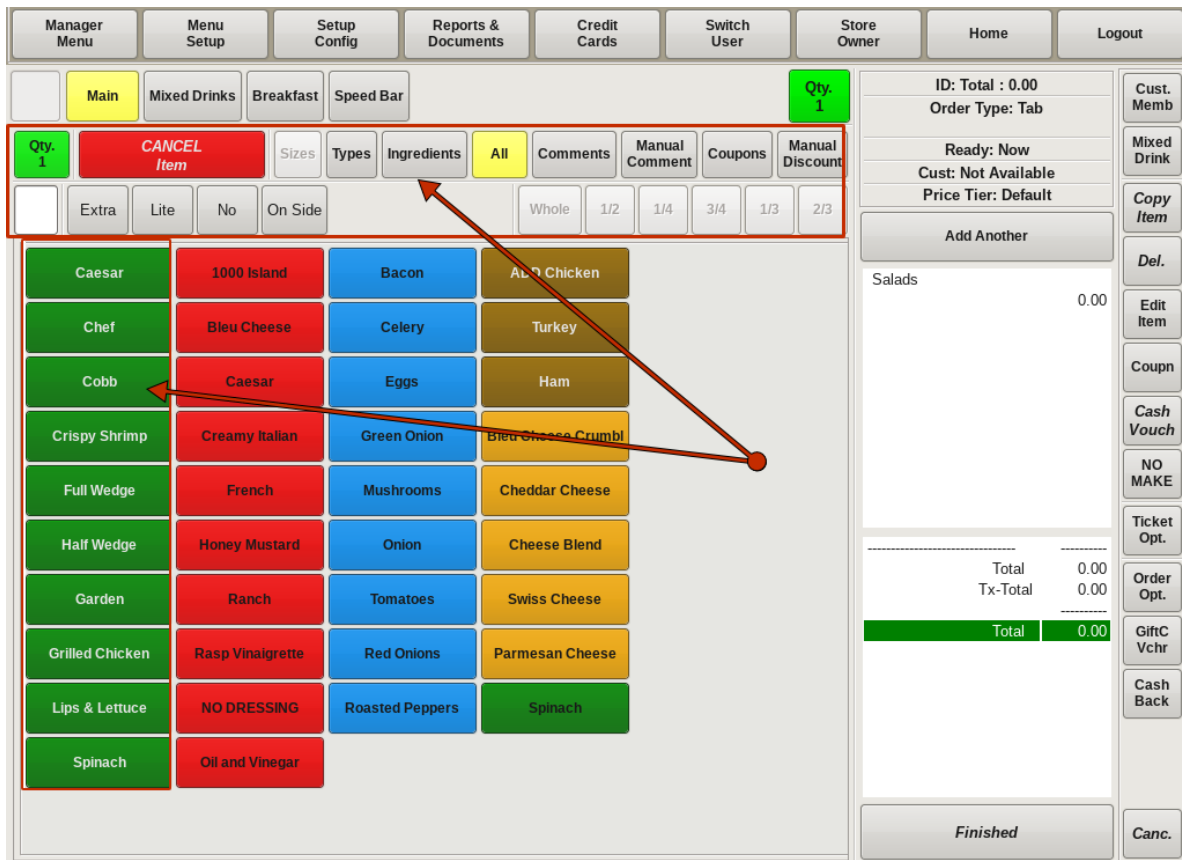 Manager Menu
Menu Setup
Setup Config
Reports & Documents
Credit Cards
Switch User
Store Owner
Home
Logout
Main
Mixed Drinks
Breakfast
Speed Bar
Qty. 1
Qty. 1
CANCEL Item
Sizes
Types
Ingredients
All
Comments
Manual Comment
Coupons
Manual Discount
Extra
Lite
No
On Side
Whole
1/2
1/4
3/4
1/3
2/3
Caesar
1000 Island
Bacon
ADD Chicken
Chef
Bleu Cheese
Celery
Turkey
Cobb
Caesar
Eggs
Ham
Crispy Shrimp
Creamy Italian
Green Onion
Bleu Cheese Crumbl
Full Wedge
French
Mushrooms
Cheddar Cheese
Half Wedge
Honey Mustard
Onion
Cheese Blend
Garden
Ranch
Tomatoes
Swiss Cheese
Grilled Chicken
Rasp Vinaigrette
Red Onions
Parmesan Cheese
Lips & Lettuce
NO DRESSING
Roasted Peppers
Spinach
Spinach
Oil and Vinegar
ID: Total : 0.00
Order Type: Tab
Ready: Now
Cust: Not Available
Price Tier: Default
Add Another
Salads
0.00
-------------------------------- ----------
Total 0.00
Tx-Total 0.00
----------
Total 0.00
Finished
Cust. Memb
Mixed Drink
Copy Item
Del.
Edit Item
Coupn
Cash Vouch
NO MAKE
Ticket Opt.
Order Opt.
GiftC Vchr
Cash Back
Canc.